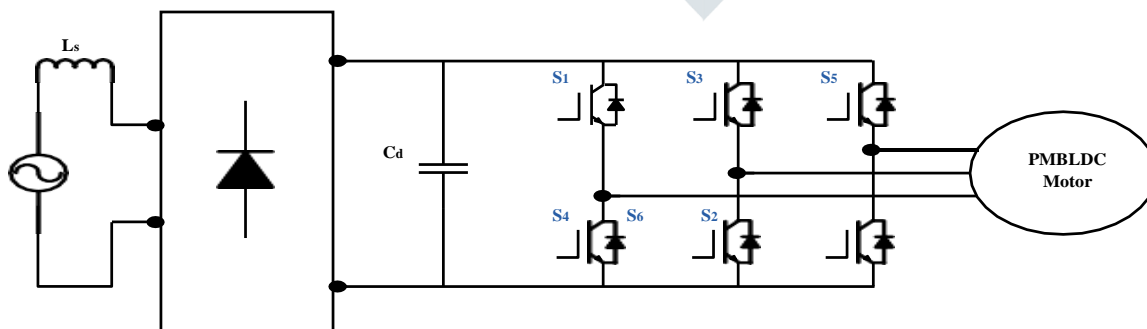 Ls
S1
S3
S5
Cd
PMBLDC
Motor
S4
S6
S2